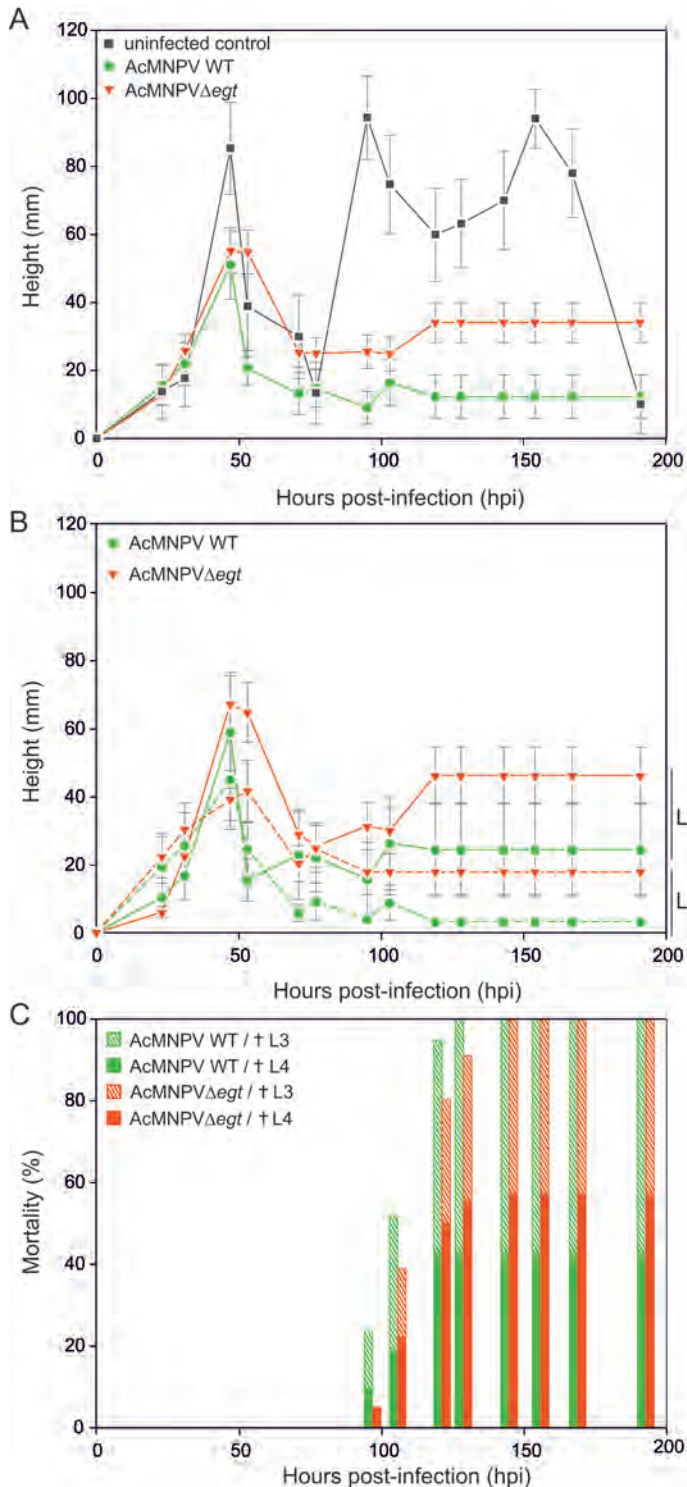 A
120
100
80
60
40
20
0
Height (mm)
uninfected control
AcMNPV WT
AcMNPVΔegt
0 50 100 150 200
Hours post-infection (hpi)
B
120
100
80
60
40
20
0
Height (mm)
AcMNPV WT
AcMNPVΔegt
L
L
0 50 100 150 200
Hours post-infection (hpi)
C
100
80
60
40
20
0
Mortality (%)
AcMNPV WT / † L3
AcMNPV WT / † L4
AcMNPVΔegt / † L3
AcMNPVΔegt / † L4
0 50 100 150 200
Hours post-infection (hpi)